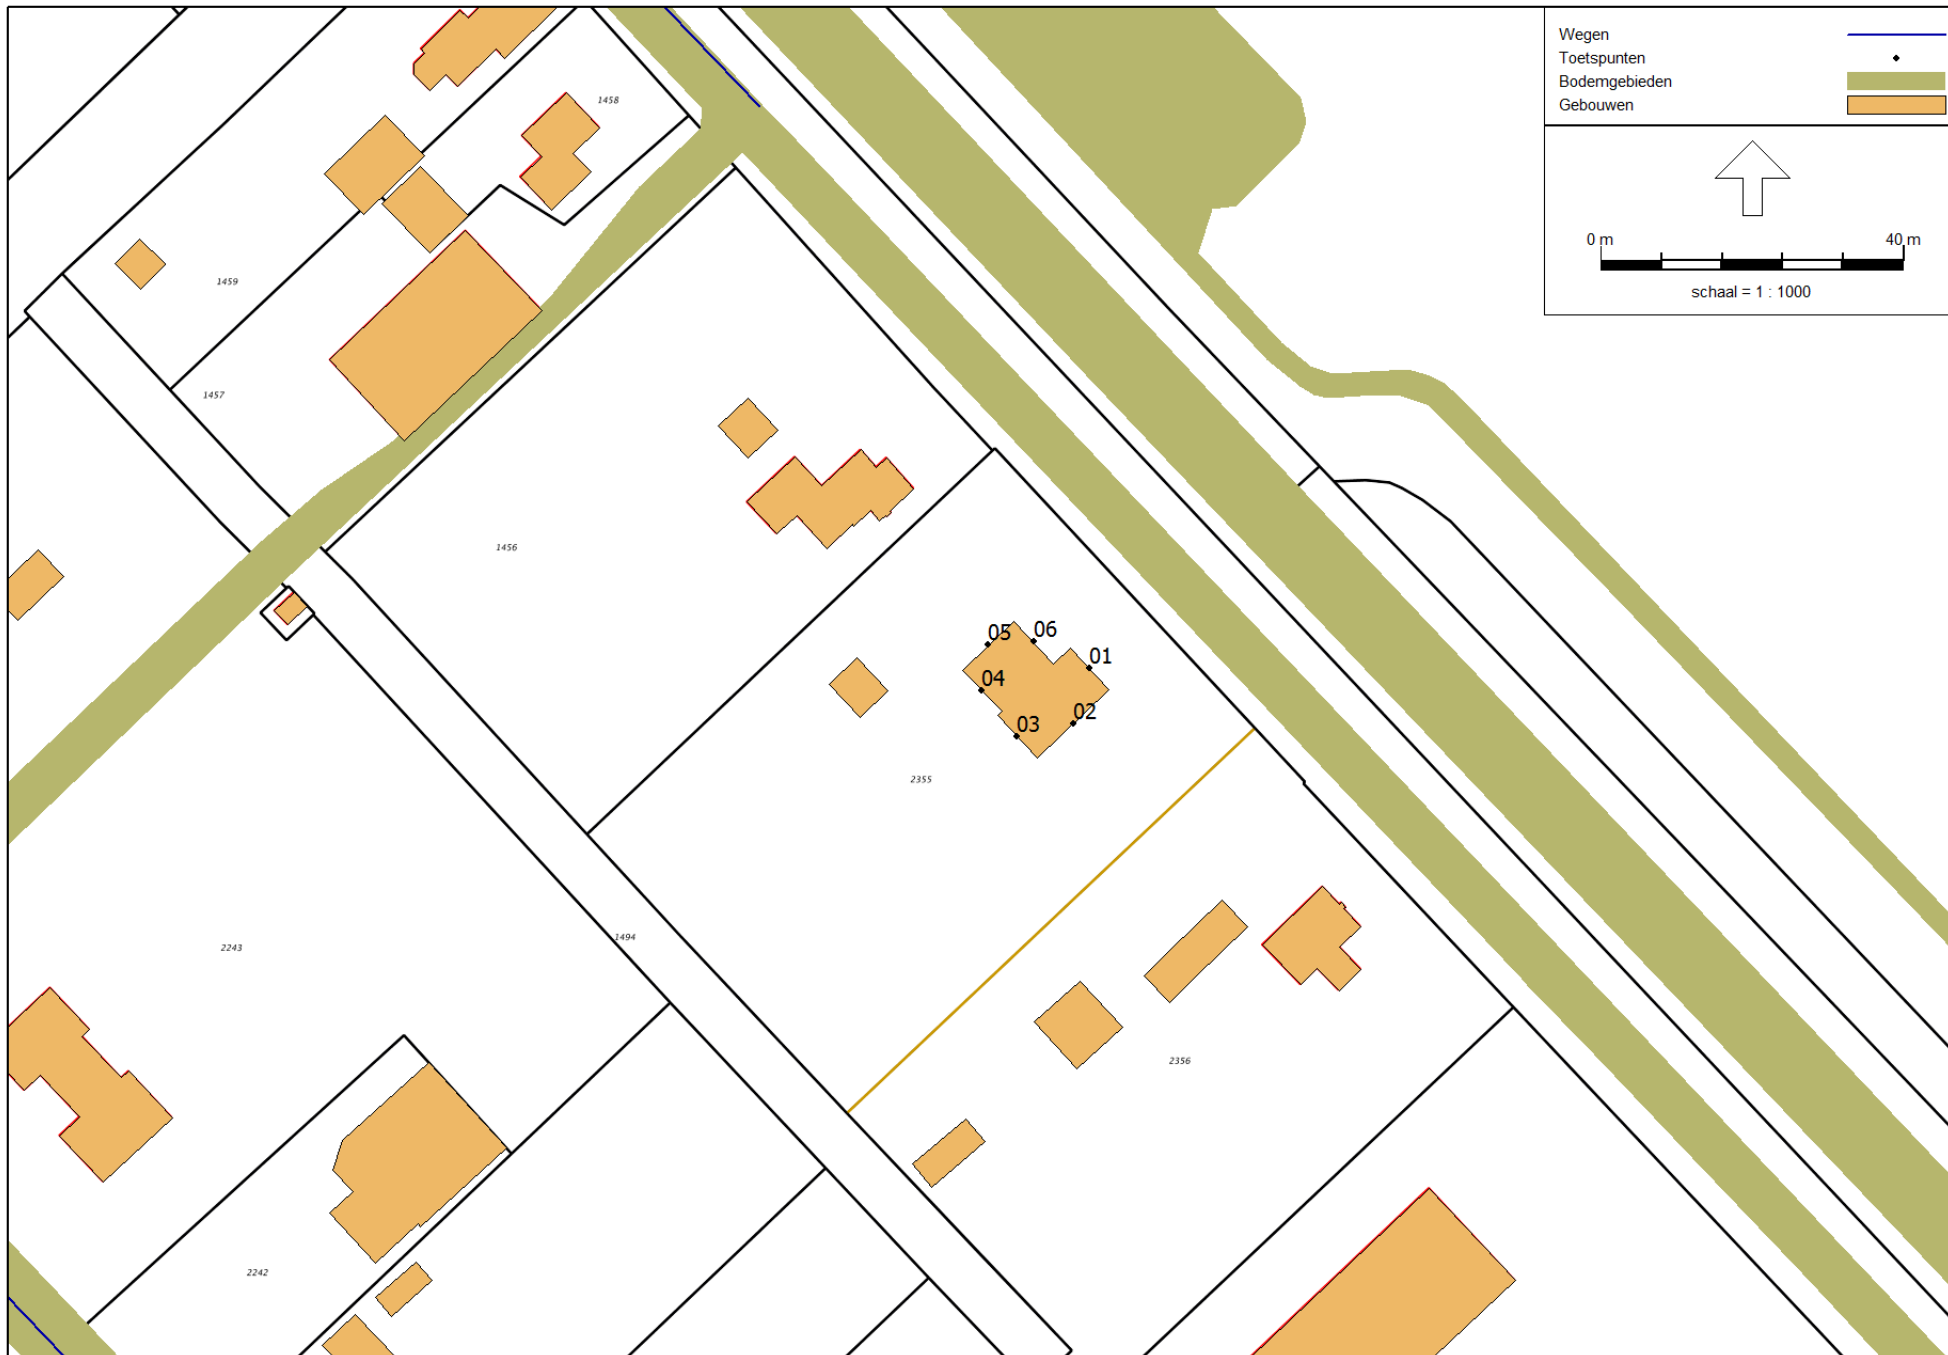 Wegen
Toetspunten
Bodemgebieden
Gebouwen
0 m 40 m
schaal = 1 : 1000
1458
1459
1457
1456
06
05
01
04
02
03
2355
1494
2243
2356
2242